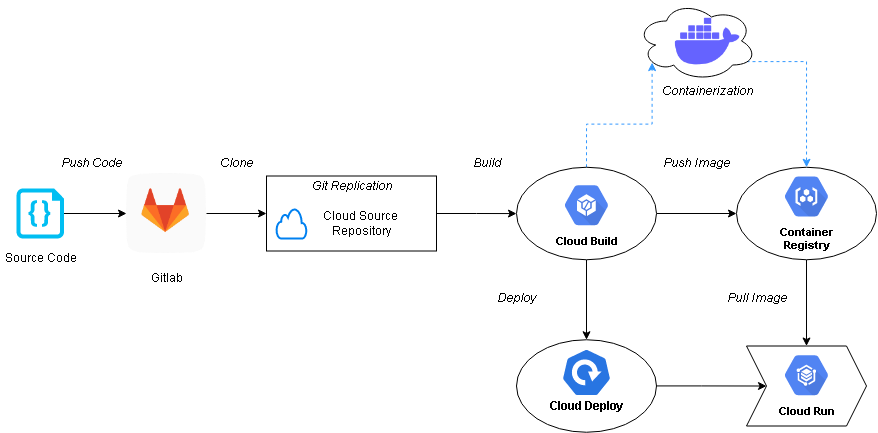 Containerization
Push Code
Clone
Build
Push Image
Git Replication
Cloud Source
Repository
Cloud Build
Container
Registry
Source Code
Gitlab
Deploy
Pull Image
Cloud Deploy
Cloud Run